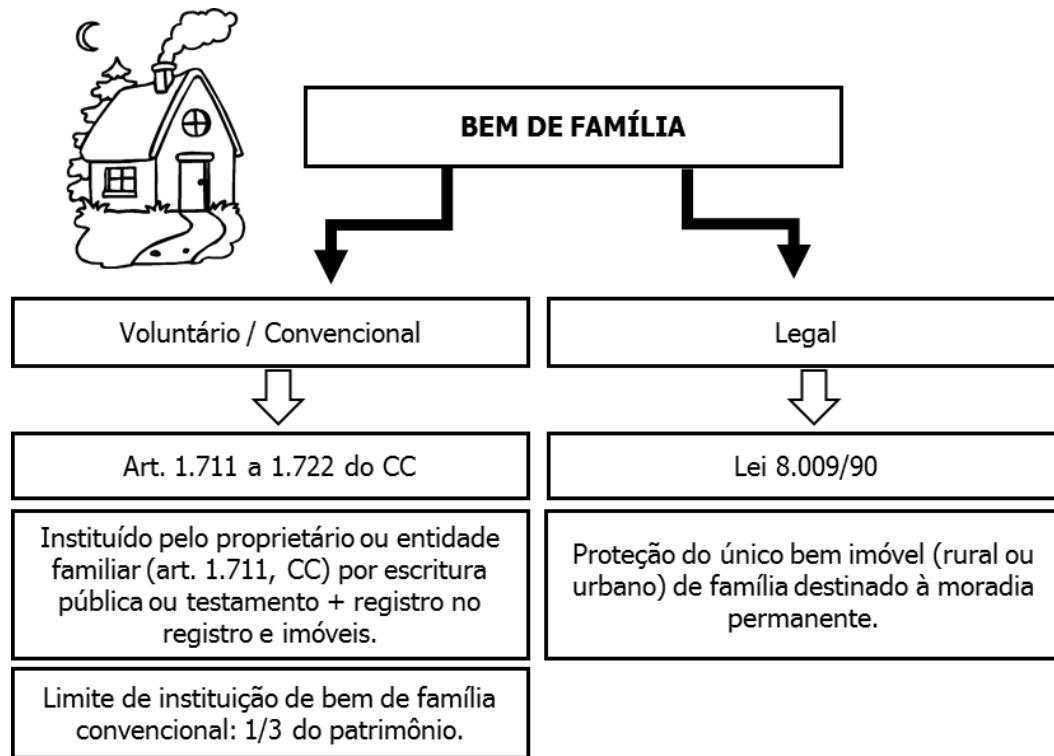 BEM DE FAMÍLIA
Voluntário / Convencional
Art. 1.711 a 1.722 do CC
Instituído pelo proprietário ou entidade
familiar (art. 1.711, CC) por escritura
pública ou testamento + registro no
registro e imóveis.
Limite de instituição de bem de família
convencional: 1/3 do patrimônio.
Legal
Lei 8.009/90
Proteção do único bem imóvel (rural ou
urbano) de família destinado à moradia
permanente.